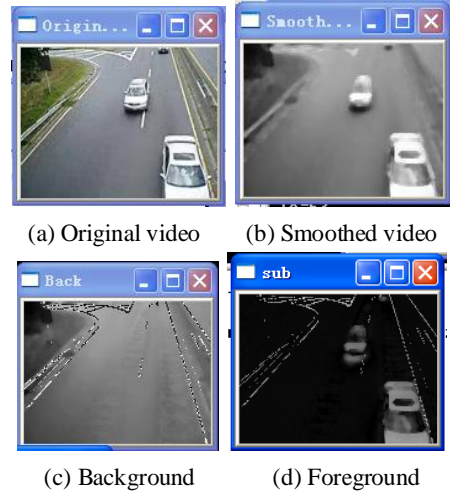 Origin... Smooth...
(a) Original video (b) Smoothed video
Back sub
(c) Background (d) Foreground